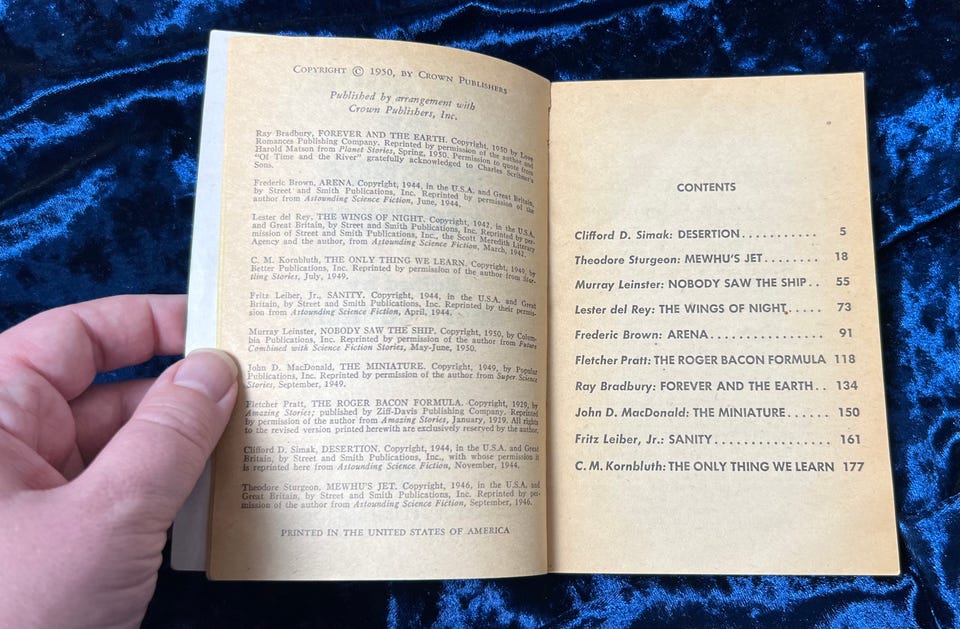 COPYRIGHT © 1950, BY CROWN PUBLISHERS
Published by arrangement with
Crown Publishers, Inc.
Ray Bradbury, FOREVER AND THE EARTH. Copyright, 1950 by Love
Romances Publishing Company. Reprinted by permission of the author and
Harold Matson from Planet Stories, Spring, 1950. Permission to quote from
"Of Time and the River" gratefully acknowledged to Charles Scribner's
Sons.
Frederic Brown, ARENA. Copyright, 1944, in the U.S.A. and Great Britain,
by Street and Smith Publications, Inc. Reprinted by permission of the
author from Astounding Science Fiction, June, 1944.
Lester del Rey, THE WINGS OF NIGHT. Copyright, 1942, in the U.S.A.
and Great Britain, by Street and Smith Publications, Inc. Reprinted by per-
mission of Street and Smith Publications, Inc., the Scott Meredith Literary
Agency and the author, from Astounding Science Fiction, March, 1942.
C. M. Kornbluth, THE ONLY THING WE LEARN. Copyright, 1949, by
Better Publications, Inc. Reprinted by permission of the author from Star-
tling Stories, July, 1949.
Fritz Leiber, Jr., SANITY. Copyright, 1944, in the U.S.A. and Great
Britain, by Street and Smith Publications, Inc. Reprinted by their permis-
sion from Astounding Science Fiction, April, 1944.
Murray Leinster, NOBODY SAW THE SHIP. Copyright, 1950, by Colum-
bia Publications, Inc. Reprinted by permission of the author from Future
Combined with Science Fiction Stories, May-June, 1950.
John D. MacDonald, THE MINIATURE. Copyright, 1949, by Popular
Publications, Inc. Reprinted by permission of the author from Super Science
Stories, September, 1949.
Fletcher Pratt, THE ROGER BACON FORMULA. Copyright, 1929, by
Amazing Stories; published by Ziff-Davis Publishing Company. Reprinted
by permission of the author from Amazing Stories, January, 1929. All rights
to the revised version printed herewith are exclusively reserved by the author.
Clifford D. Simak, DESERTION. Copyright, 1944, in the U.S.A. and Great
Britain, by Street and Smith Publications, Inc., with whose permission it
is reprinted here from Astounding Science Fiction, November, 1944.
Theodore Sturgeon, MEWHU'S JET. Copyright, 1946, in the U.S.A. and
Great Britain, by Street and Smith Publications, Inc. Reprinted by per-
mission of the author from Astounding Science Fiction, September, 1946.
PRINTED IN THE UNITED STATES OF AMERICA
CONTENTS
Clifford D. Simak: DESERTION........... 5
Theodore Sturgeon: MEWHU'S JET........ 18
Murray Leinster: NOBODY SAW THE SHIP.. 55
Lester del Rey: THE WINGS OF NIGHT..... 73
Frederic Brown: ARENA............... 91
Fletcher Pratt: THE ROGER BACON FORMULA 118
Ray Bradbury: FOREVER AND THE EARTH.. 134
John D. MacDonald: THE MINIATURE...... 150
Fritz Leiber, Jr.: SANITY............... 161
C. M. Kornbluth: THE ONLY THING WE LEARN 177